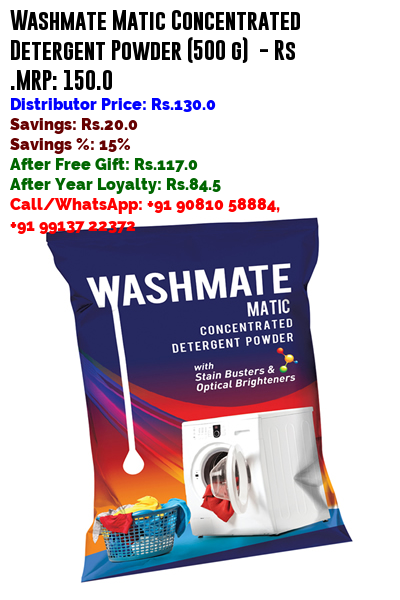 Washmate Matic Concentrated
Detergent Powder (500 g) - Rs
.MRP: 150.0
Distributor Price: Rs.130.0
Savings: Rs.20.0
Savings %: 15%
After Free Gift: Rs.117.0
After Year Loyalty: Rs.84.5
Call/WhatsApp: +91 90810 58884,
+91 99137 22372
WASHMATE
MATIC
CONCENTRATED
DETERGENT POWDER
with
Stain Busters &
Optical Brighteners